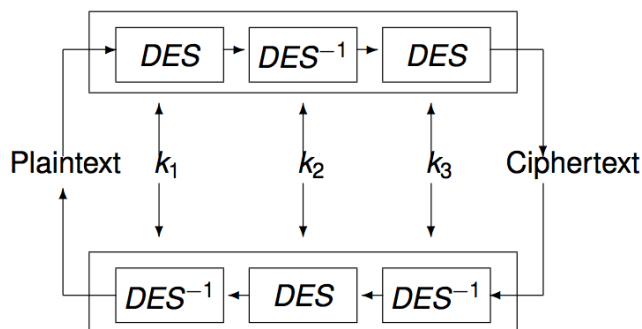 DES DES⁻¹ DES
Plaintext k₁ k₂ k₃ Ciphertext
DES⁻¹ DES DES⁻¹